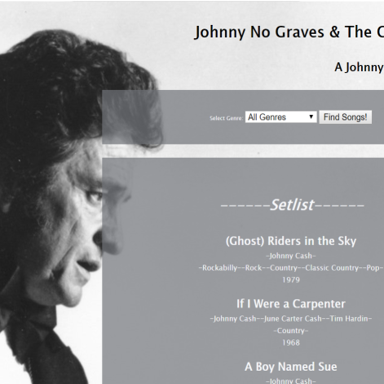 Johnny No Graves & The
A Johnny
Select Genre All Genres Find Songs!
------Setlist------
(Ghost) Riders in the Sky
-Johnny Cash-
-Rockabilly--Rock--Country--Classic Country--Pop-
1979
If I Were a Carpenter
-Johnny Cash--June Carter Cash--Tim Hardin-
-Country-
1968
A Boy Named Sue
-Johnny Cash-